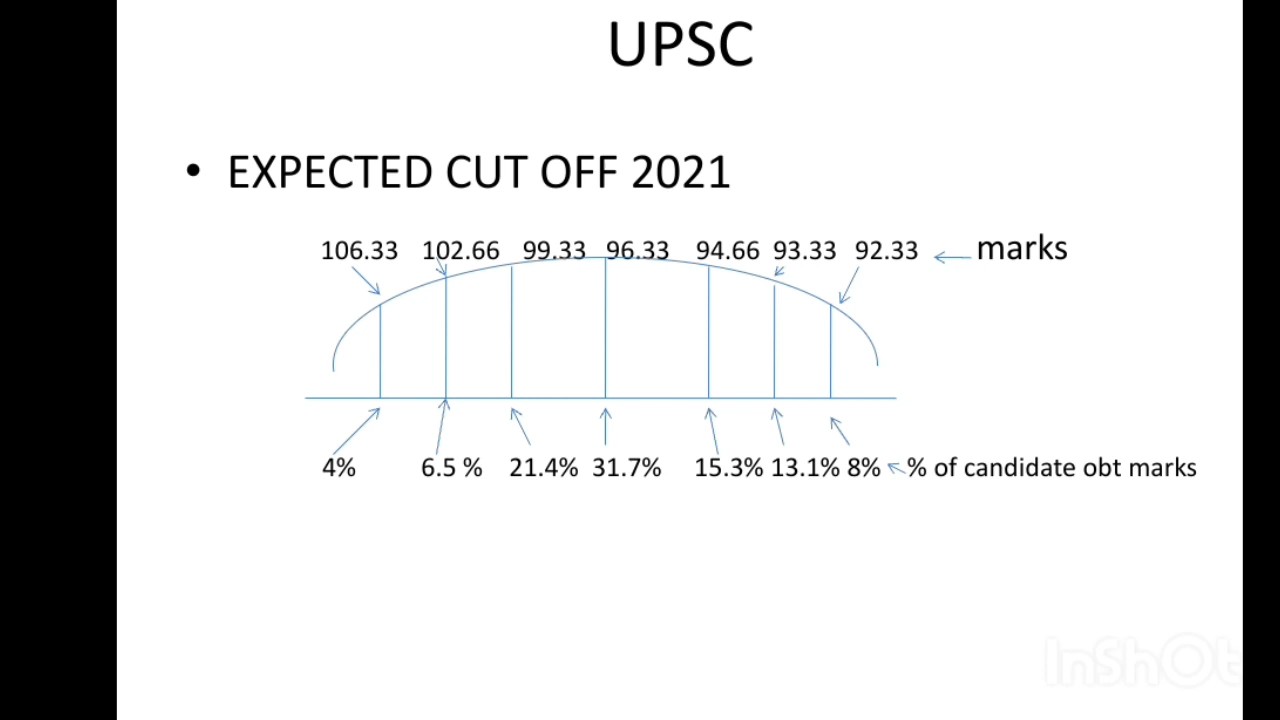 UPSC
• EXPECTED CUT OFF 2021
106.33 102.66 99.33 96.33 94.66 93.33 92.33 marks
4% 6.5 % 21.4% 31.7% 15.3% 13.1% 8% % of candidate obt marks
InShOt